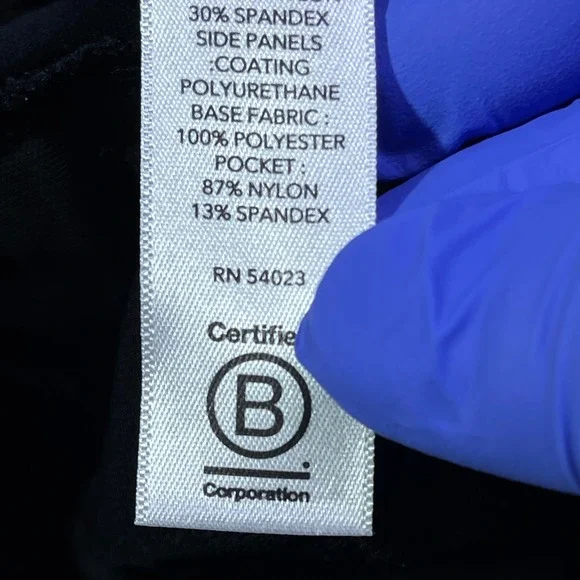 30% SPANDEX
SIDE PANELS
:COATING
POLYURETHANE
BASE FABRIC :
100% POLYESTER
POCKET :
87% NYLON
13% SPANDEX
RN 54023
Certifie
B
Corporation